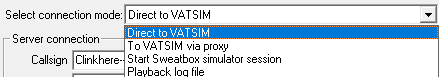 Select connection mode: Direct to VATSIM
Direct to VATSIM
Server connection
To VATSIM via proxy
Callsign Clinkhere-
Start Sweatbox simulator session
Playback log file